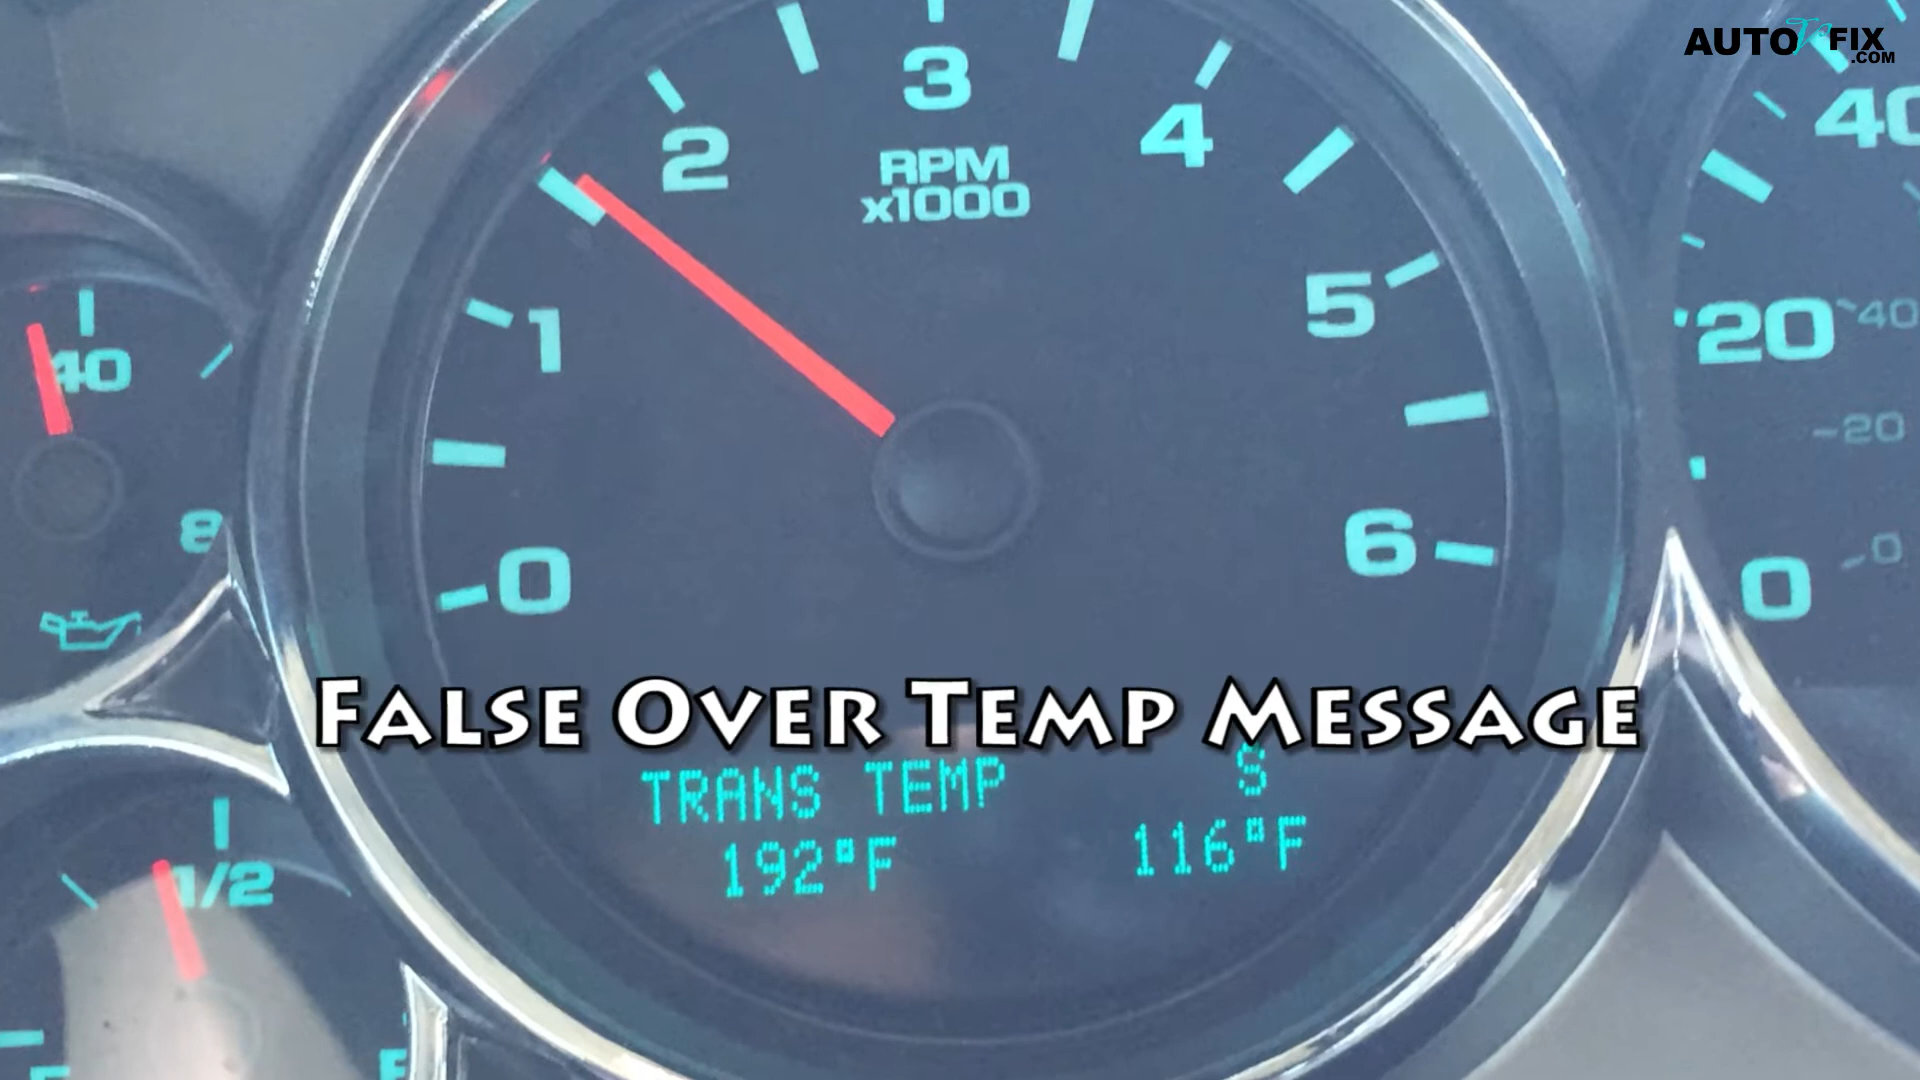 AUTO FIX
.COM
3
2
4
RPM
x1000
1
5
0
6
40
8
40
20
40
20
0
0
1/2
FALSE OVER TEMP MESSAGE
TRANS TEMP
S
192°F
116°F